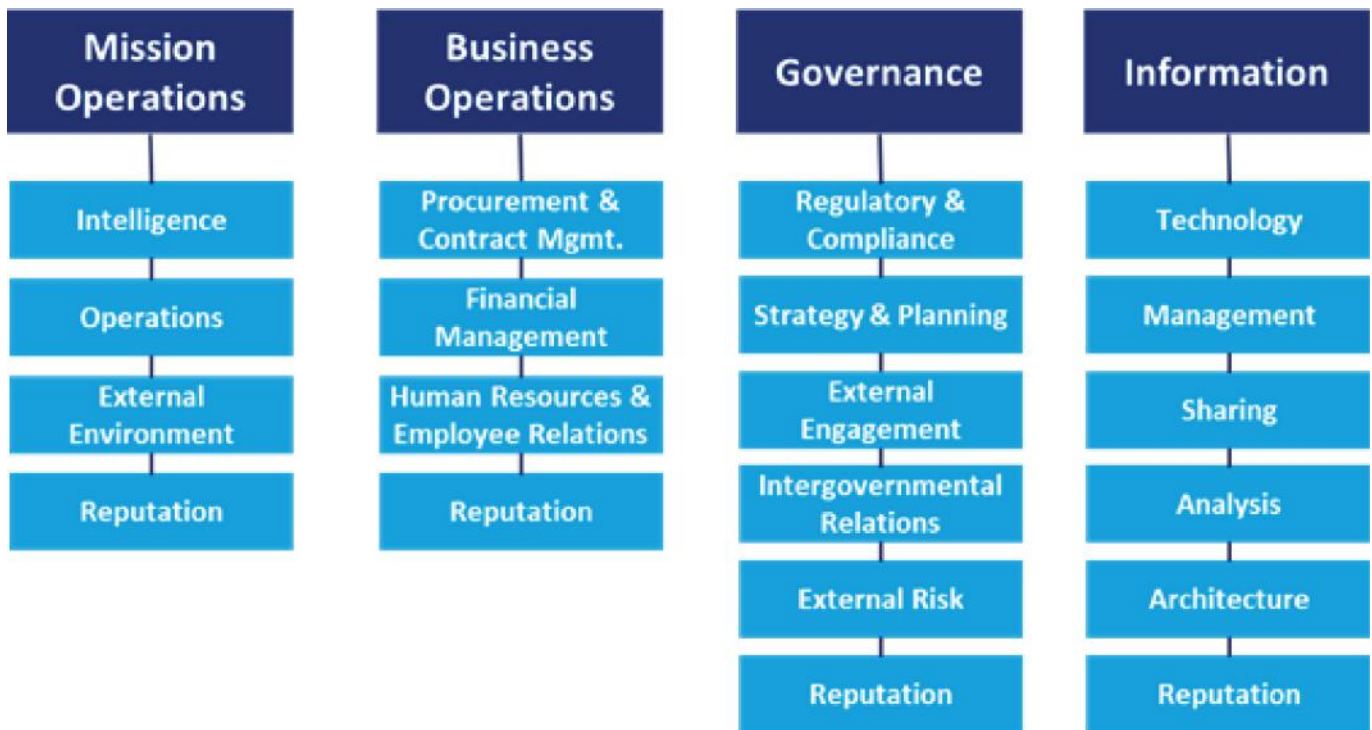 Mission
Operations
Intelligence
Operations
External
Environment
Reputation
Business
Operations
Procurement &
Contract Mgmt.
Financial
Management
Human Resources &
Employee Relations
Reputation
Governance
Regulatory &
Compliance
Strategy & Planning
External
Engagement
Intergovernmental
Relations
External Risk
Reputation
Information
Technology
Management
Sharing
Analysis
Architecture
Reputation